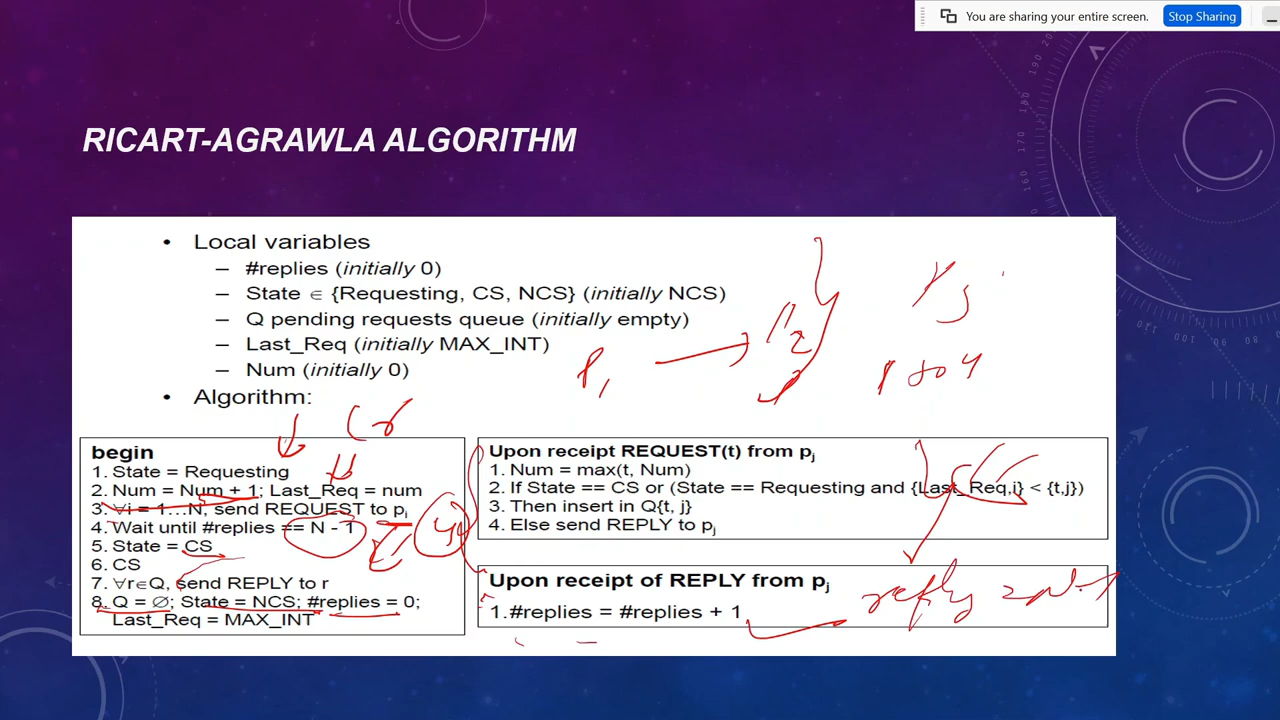 You are sharing your entire screen.
Stop Sharing
RICART-AGRAWLA ALGORITHM
• Local variables
– #replies (initially 0)
– State ∈ {Requesting, CS, NCS} (initially NCS)
– Q pending requests queue (initially empty)
– Last_Req (initially MAX_INT)
– Num (initially 0)
• Algorithm:
begin
1. State = Requesting
2. Num = Num + 1; Last_Req = num
3. ∀i = 1…N, send REQUEST to pi
4. Wait until #replies == N - 1
5. State = CS
6. CS
7. ∀r∈Q, send REPLY to r
8. Q = ∅; State = NCS; #replies = 0;
Last_Req = MAX_INT
Upon receipt REQUEST(t) from pj
1. Num = max(t, Num)
2. If State == CS or (State == Requesting and {Last_Req,i} < {t,j})
3. Then insert in Q{t, j}
4. Else send REPLY to pj
Upon receipt of REPLY from pj
1.#replies = #replies + 1
P1
reply